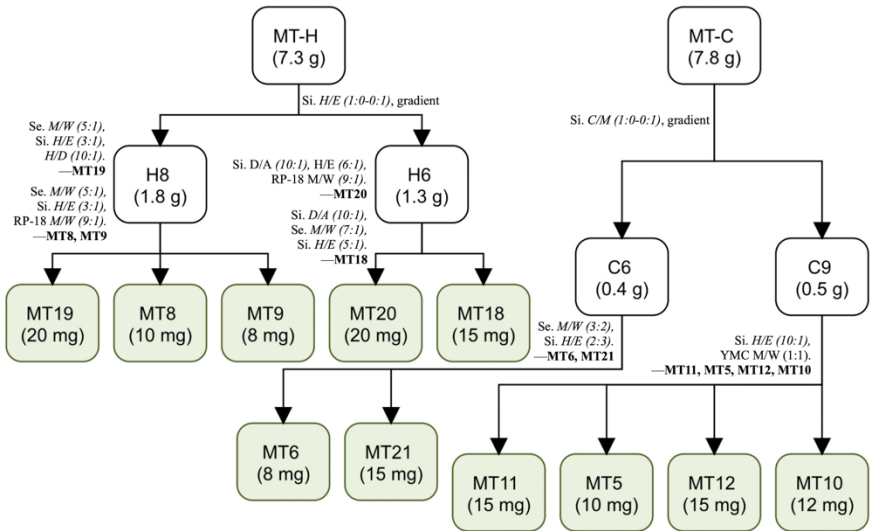 MT-H
(7.3 g)
MT-C
(7.8 g)
Si. H/E (1:0-0:1), gradient
Si. C/M (1:0-0:1), gradient
Se. M/W (5:1),
Si. H/E (3:1),
H/D (10:1).
—MT19
Se. M/W (5:1),
Si. H/E (3:1),
RP-18 M/W (9:1).
—MT8, MT9
H8
(1.8 g)
Si. D/A (10:1), H/E (6:1),
RP-18 M/W (9:1).
—MT20
Si. D/A (10:1),
Se. M/W (7:1),
Si. H/E (5:1).
—MT18
H6
(1.3 g)
C6
(0.4 g)
C9
(0.5 g)
MT19
(20 mg)
MT8
(10 mg)
MT9
(8 mg)
MT20
(20 mg)
MT18
(15 mg)
Se. M/W (3:2),
Si. H/E (2:3).
—MT6, MT21
Si. H/E (10:1),
YMC M/W (1:1).
—MT11, MT5, MT12, MT10
MT6
(8 mg)
MT21
(15 mg)
MT11
(15 mg)
MT5
(10 mg)
MT12
(15 mg)
MT10
(12 mg)